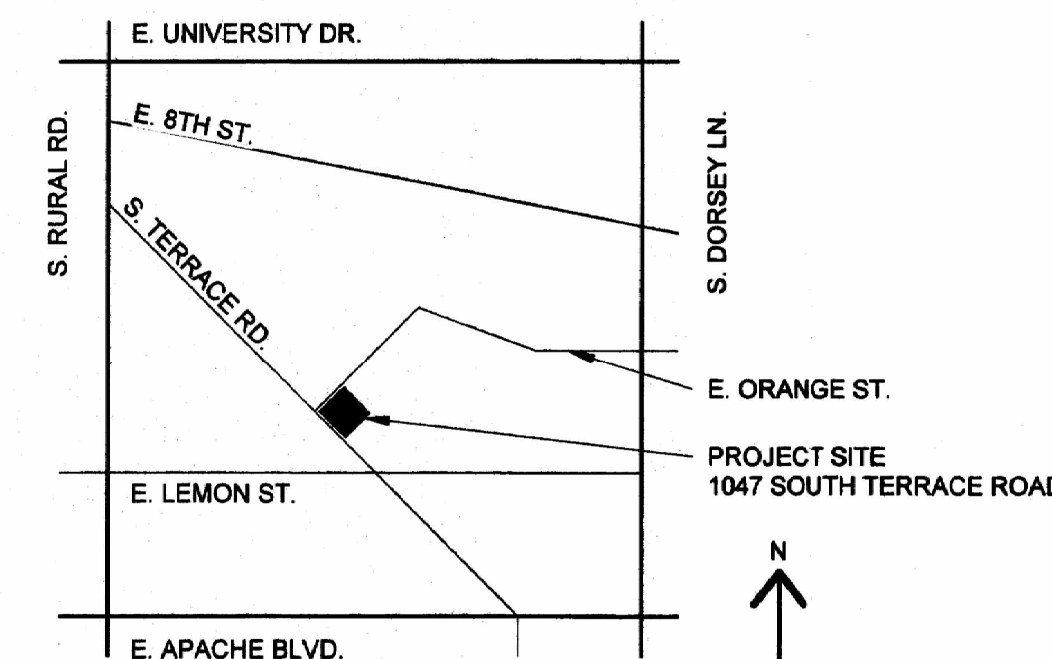 E. UNIVERSITY DR.
S. RURAL RD.
E. 8TH ST.
S. DORSEY LN.
S. TERRACE RD.
E. ORANGE ST.
PROJECT SITE
1047 SOUTH TERRACE ROAD
E. LEMON ST.
N
E. APACHE BLVD.